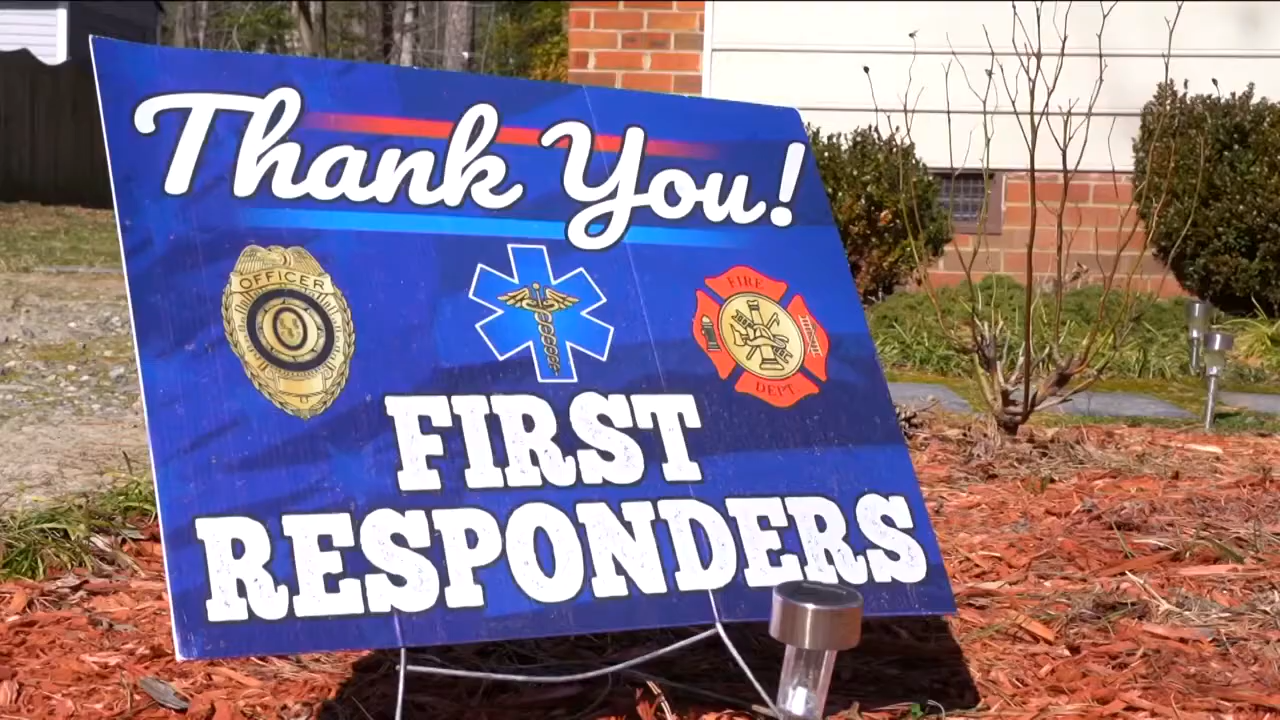 Thank You!
OFFICER
FIRE
DEPT.
FIRST
RESPONDERS